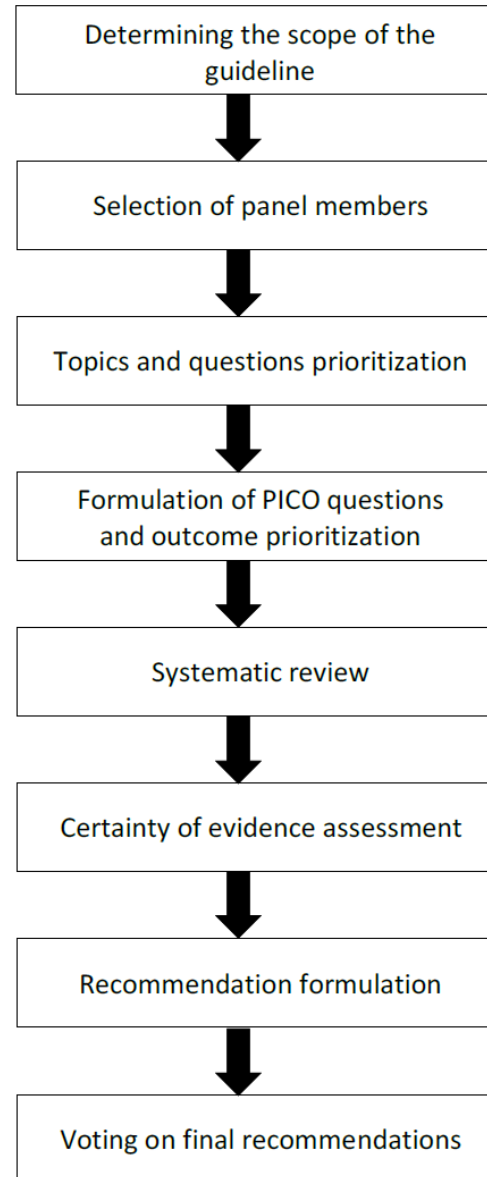 Determining the scope of the
guideline
Selection of panel members
Topics and questions prioritization
Formulation of PICO questions
and outcome prioritization
Systematic review
Certainty of evidence assessment
Recommendation formulation
Voting on final recommendations